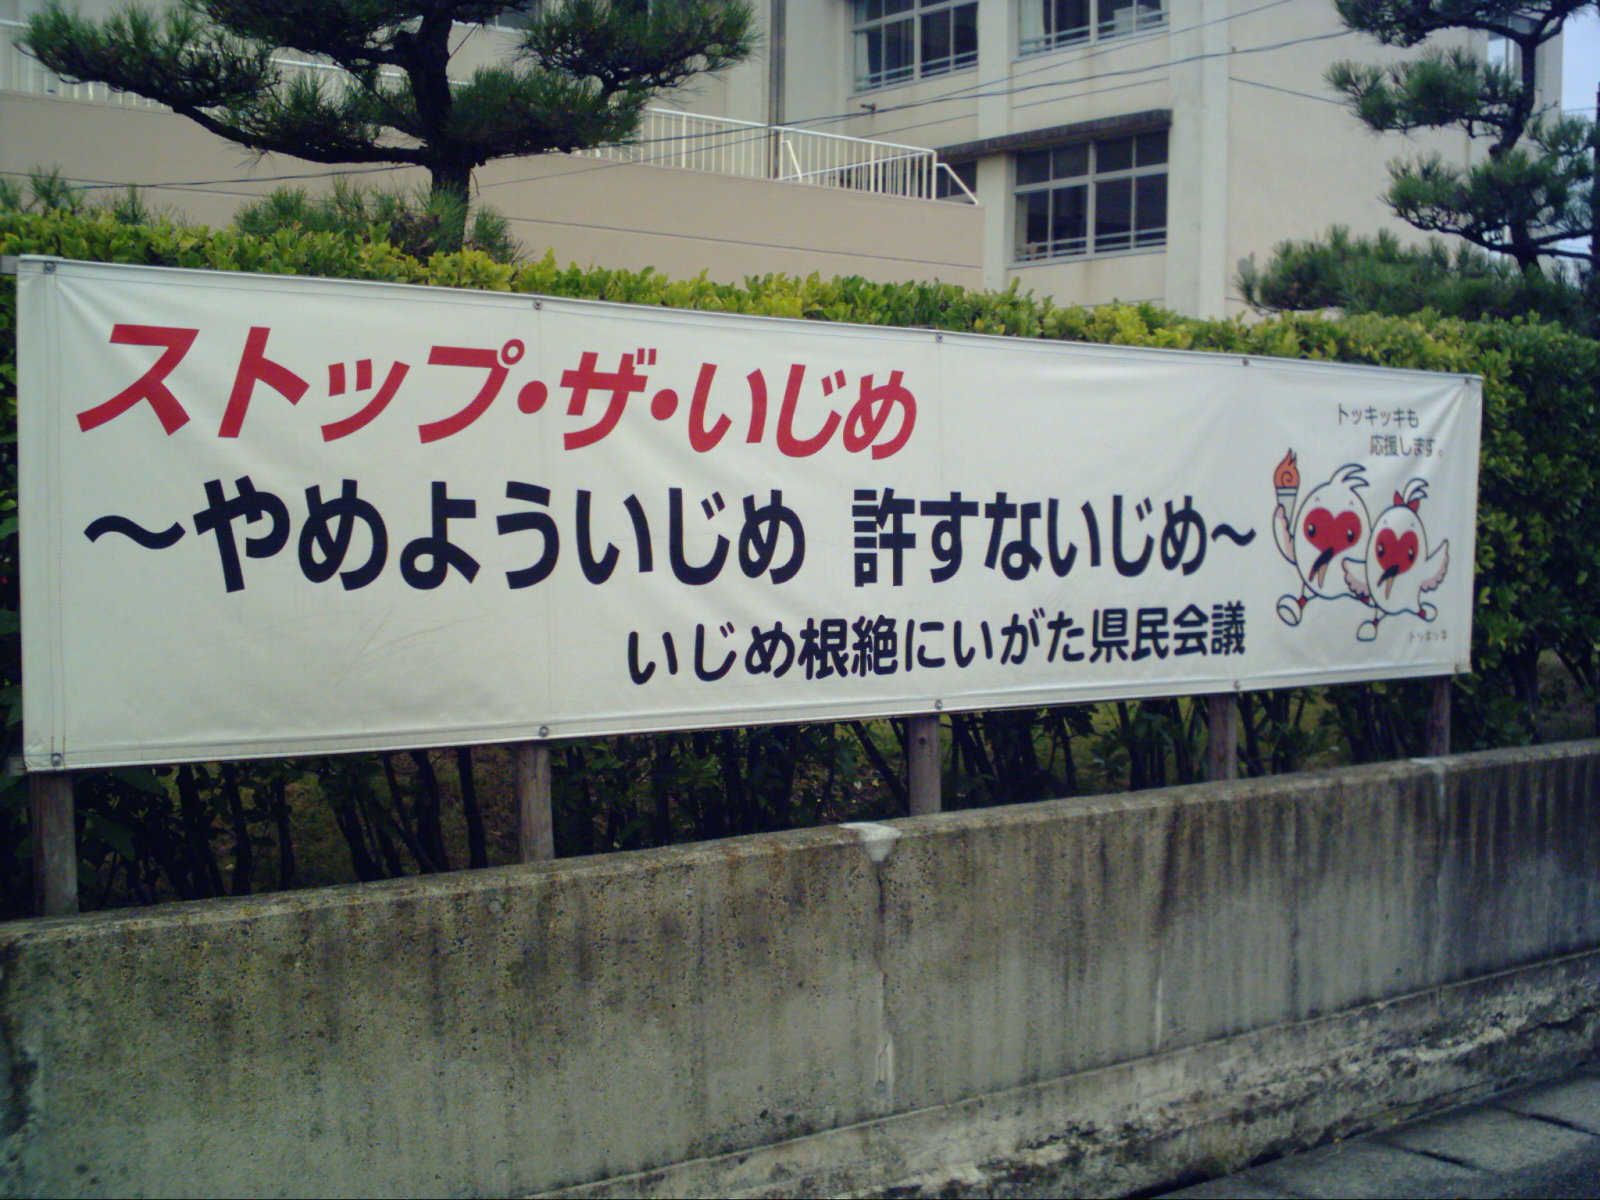 ストップ・ザ・いじめ
～やめよういじめ 許すないじめ～
いじめ根絶にいがた県民会議
トッキッキも
応援します。
トッキッキ